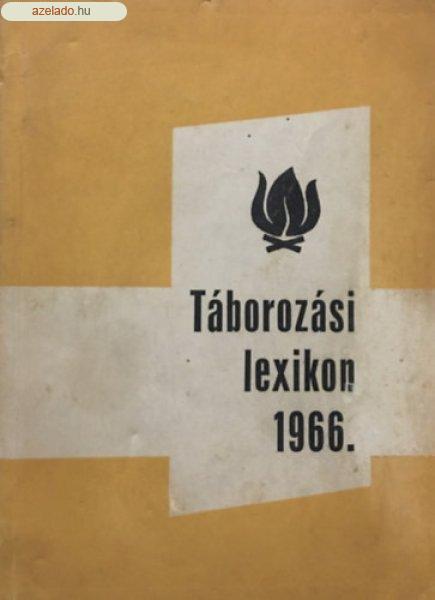 azelado.hu
Táborozási
lexikon
1966.